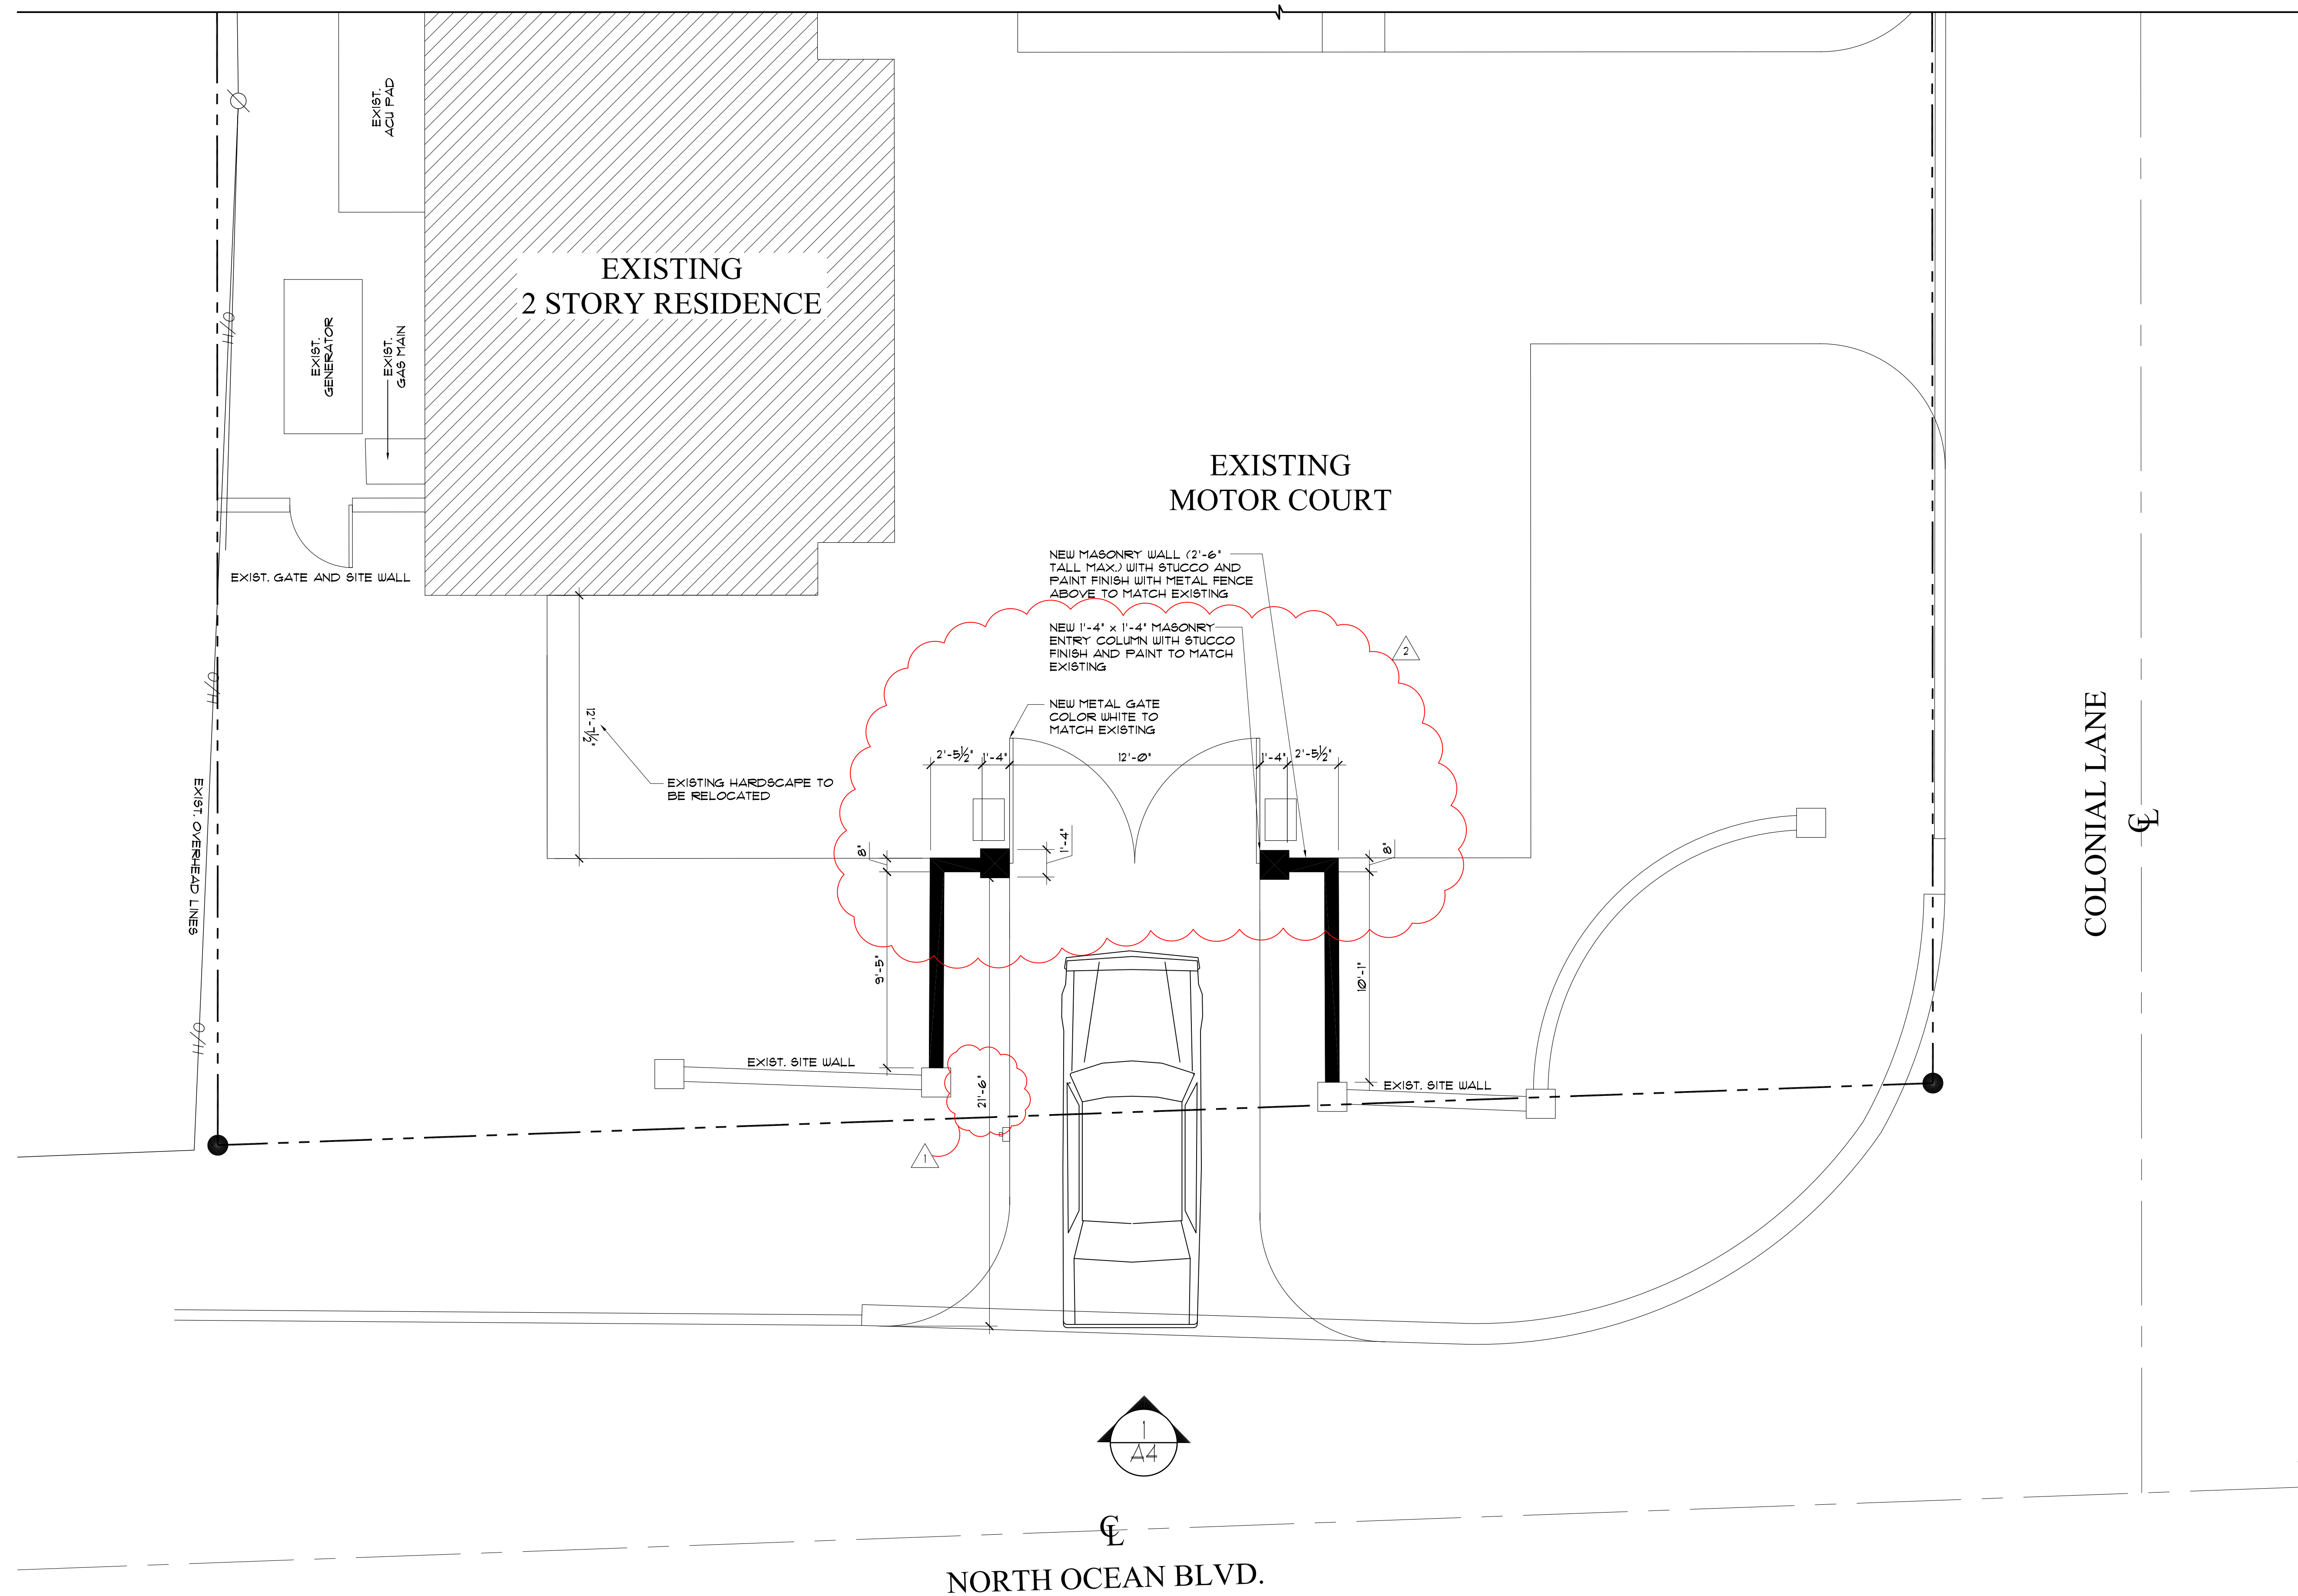 EXIST.
ACU PAD
EXISTING
2 STORY RESIDENCE
O/H
EXIST.
GENERATOR
EXIST.
GAS MAIN
EXISTING
MOTOR COURT
EXIST. GATE AND SITE WALL
NEW MASONRY WALL (2'-6"
TALL MAX.) WITH STUCCO AND
PAINT FINISH WITH METAL FENCE
ABOVE TO MATCH EXISTING
NEW 1'-4" x 1'-4" MASONRY
ENTRY COLUMN WITH STUCCO
FINISH AND PAINT TO MATCH
EXISTING
2
O/H
NEW METAL GATE
COLOR WHITE TO
MATCH EXISTING
12'-7½"
2'-5½"
1'-4"
12'-0"
1'-4"
2'-5½"
EXISTING HARDSCAPE TO
BE RELOCATED
EXIST. OVERHEAD LINES
8"
1'-4"
8"
COLONIAL LANE
CL
9'-5"
10'-1"
O/H
EXIST. SITE WALL
21'-6"
EXIST. SITE WALL
1
1
A4
CL
NORTH OCEAN BLVD.